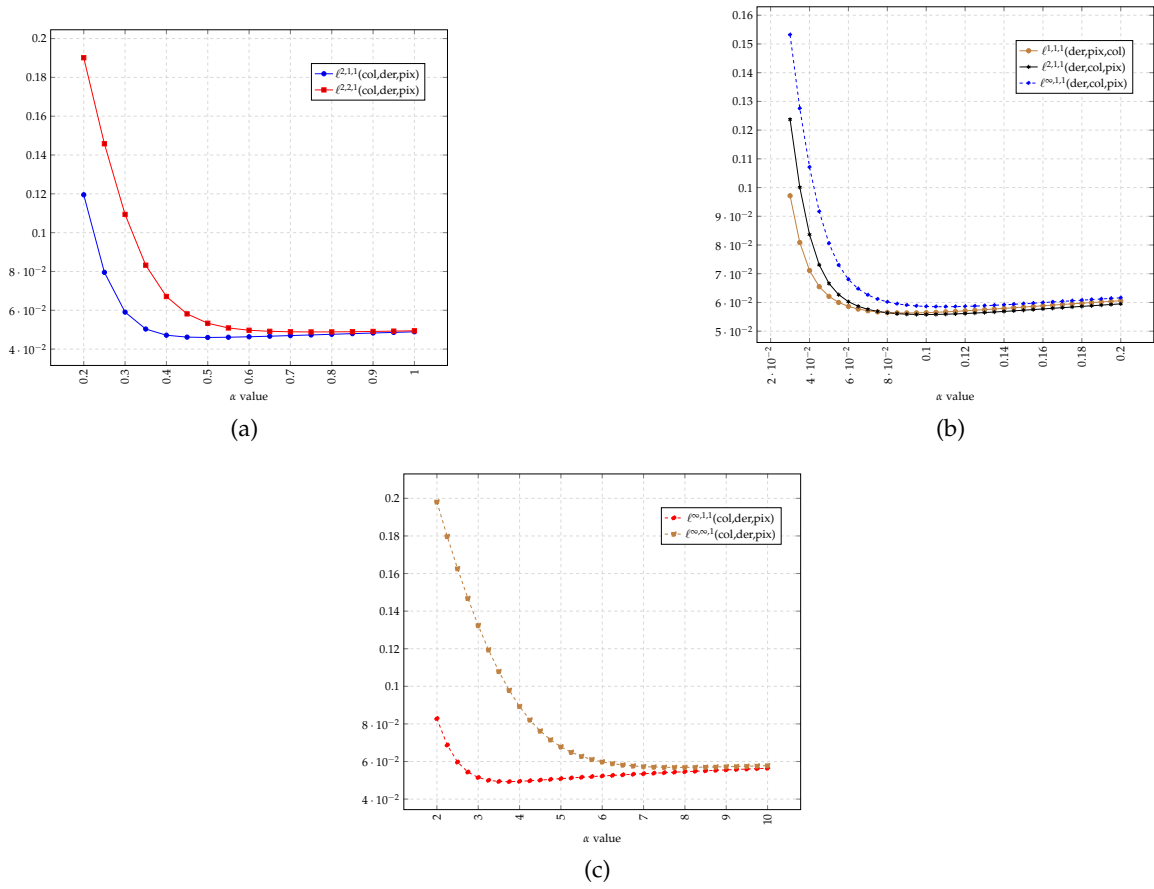 0.2
0.18
0.16
0.14
0.12
0.1
8 · 10⁻²
6 · 10⁻²
4 · 10⁻²
ℓ²,¹,¹(col,der,pix)
ℓ²,²,¹(col,der,pix)
0.2
0.3
0.4
0.5
0.6
0.7
0.8
0.9
1
α value
(a)
0.16
0.15
0.14
0.13
0.12
0.11
0.1
9 · 10⁻²
8 · 10⁻²
7 · 10⁻²
6 · 10⁻²
5 · 10⁻²
ℓ¹,¹,¹(der,pix,col)
ℓ²,¹,¹(der,col,pix)
ℓ∞,¹,¹(der,col,pix)
2 · 10⁻²
4 · 10⁻²
6 · 10⁻²
8 · 10⁻²
0.1
0.12
0.14
0.16
0.18
0.2
α value
(b)
0.2
0.18
0.16
0.14
0.12
0.1
8 · 10⁻²
6 · 10⁻²
4 · 10⁻²
ℓ∞,¹,¹(col,der,pix)
ℓ∞,∞,¹(col,der,pix)
2
3
4
5
6
7
8
9
10
α value
(c)